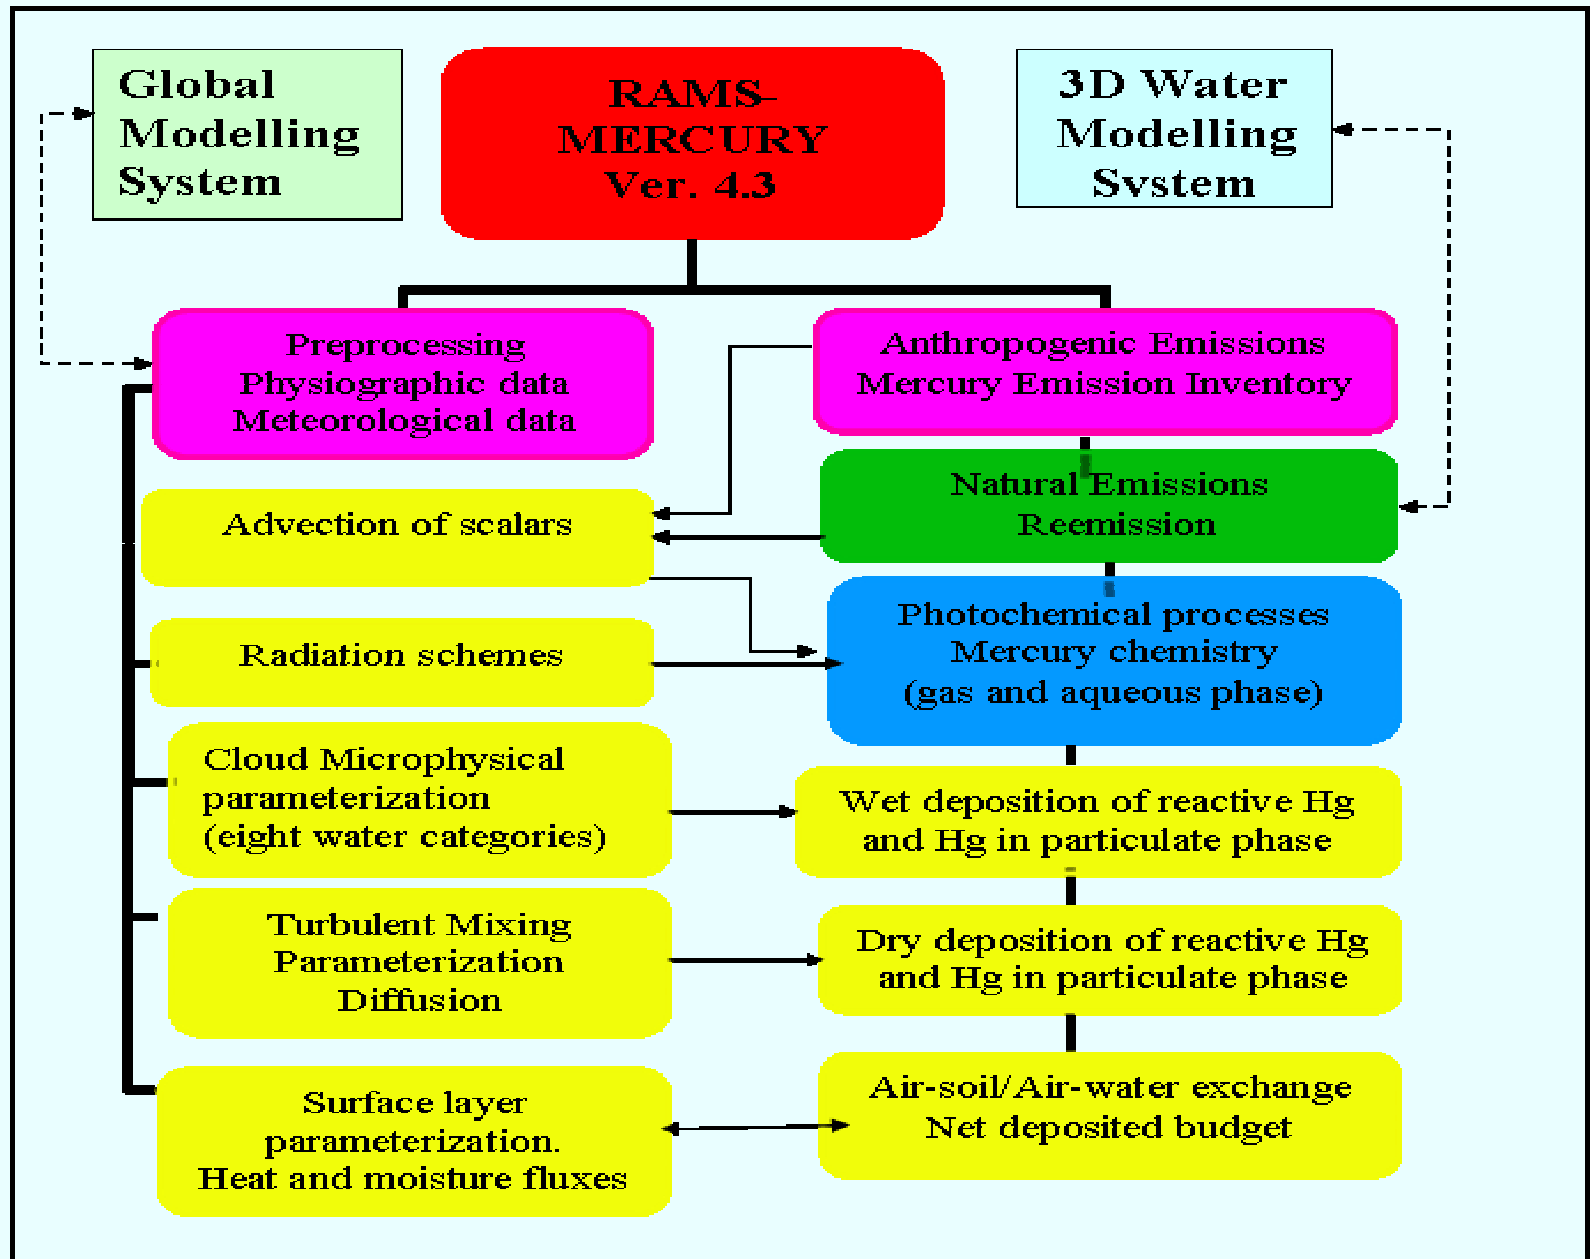 Global
Modelling
System
RAMS-
MERCURY
Ver. 4.3
3D Water
Modelling
Svstem
Preprocessing
Physiographic data
Meteorological data
Anthropogenic Emissions
Mercury Emission Inventory
Natural Emissions
Reemission
Advection of scalars
Photochemical processes
Mercury chemistry
(gas and aqueous phase)
Radiation schemes
Cloud Microphysical
parameterization
(eight water categories)
Wet deposition of reactive Hg
and Hg in particulate phase
Turbulent Mixing
Parameterization
Diffusion
Dry deposition of reactive Hg
and Hg in particulate phase
Surface layer
parameterization.
Heat and moisture fluxes
Air-soil/Air-water exchange
Net deposited budget